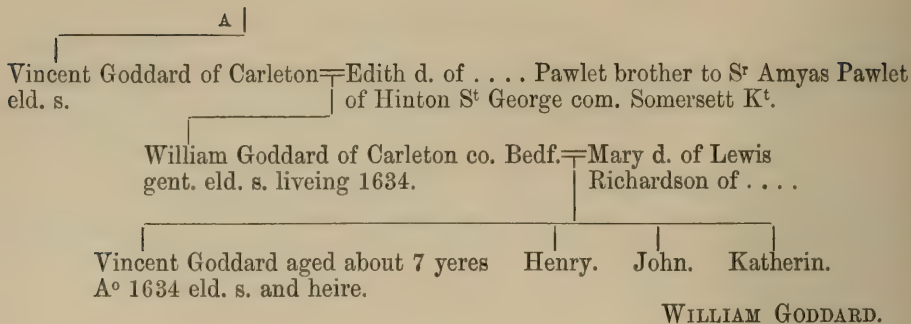 A
Vincent Goddard of Carleton=Edith d. of . . . . Pawlet brother to Sʳ Amyas Pawlet
eld. s. of Hinton Sᵗ George com. Somersett Kᵗ.
William Goddard of Carleton co. Bedf.=Mary d. of Lewis
gent. eld. s. liveing 1634. Richardson of . . . .
Vincent Goddard aged about 7 yeres Henry. John. Katherin.
Aᵒ 1634 eld. s. and heire.
WILLIAM GODDARD.